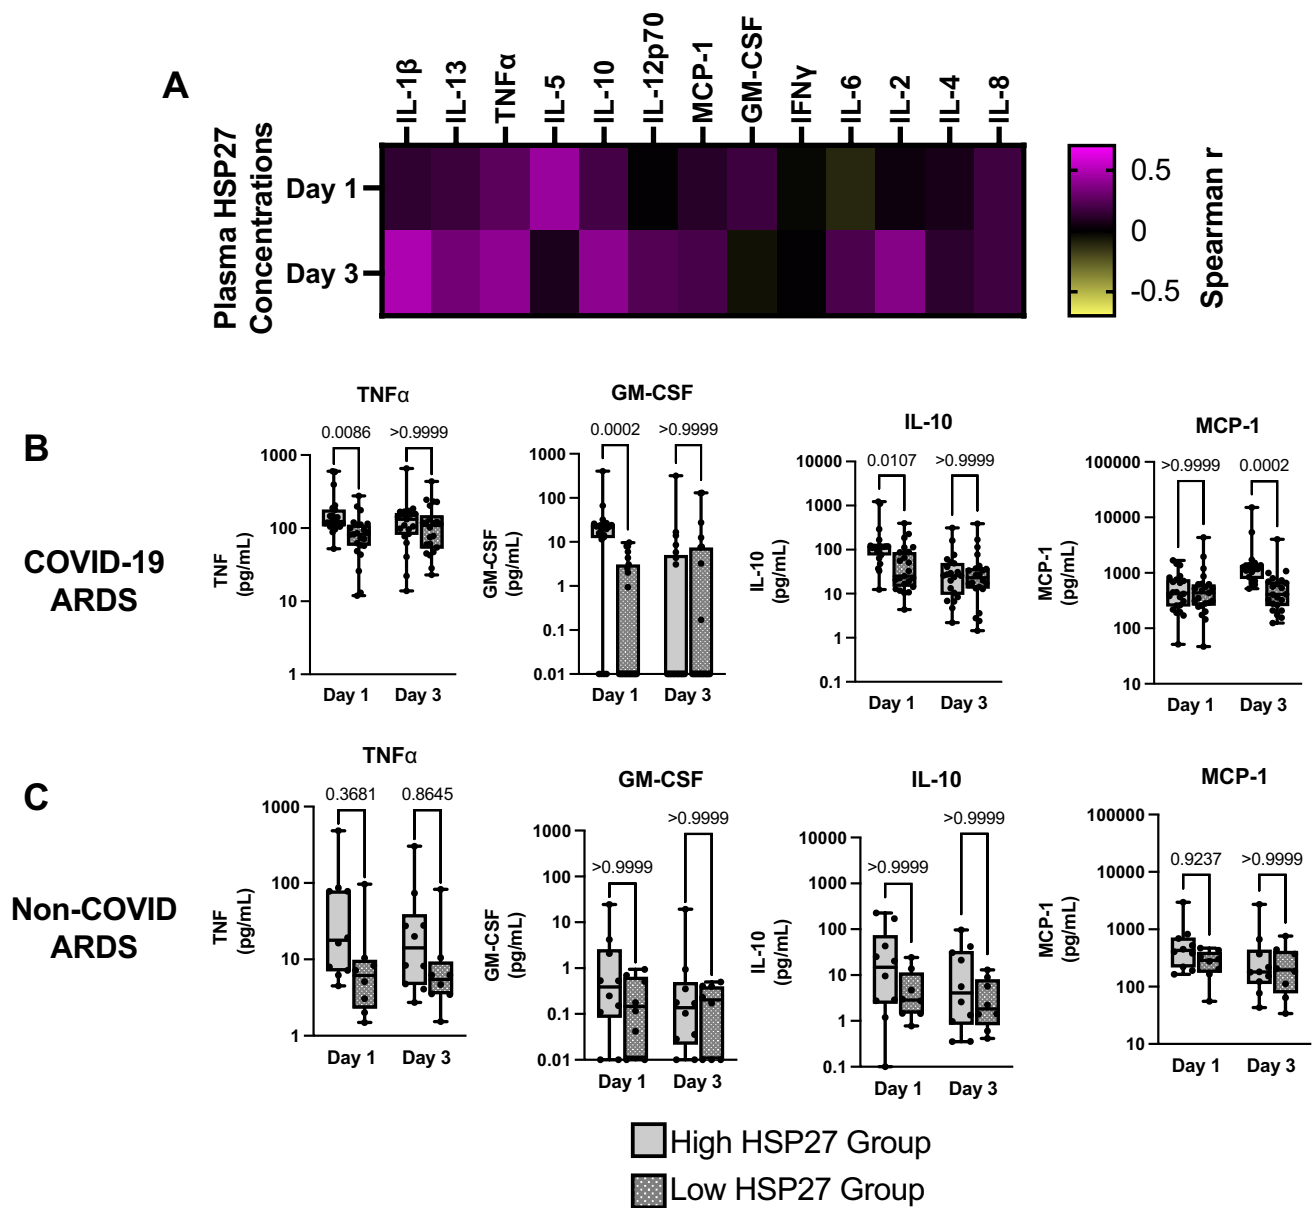 A
IL-1β
IL-13
TNFα
IL-5
IL-10
IL-12p70
MCP-1
GM-CSF
IFNγ
IL-6
IL-2
IL-4
IL-8
Plasma HSP27
Concentrations
Day 1
Day 3
0.5
0
-0.5
Spearman r
B
COVID-19
ARDS
TNFα
0.0086
>0.9999
1000
100
10
1
TNF
(pg/mL)
Day 1
Day 3
GM-CSF
0.0002
>0.9999
1000
100
10
1
0.1
0.01
GM-CSF
(pg/mL)
Day 1
Day 3
IL-10
0.0107
>0.9999
10000
1000
100
10
1
0.1
IL-10
(pg/mL)
Day 1
Day 3
MCP-1
>0.9999
0.0002
100000
10000
1000
100
10
MCP-1
(pg/mL)
Day 1
Day 3
C
Non-COVID
ARDS
TNFα
0.3681
0.8645
1000
100
10
1
TNF
(pg/mL)
Day 1
Day 3
GM-CSF
>0.9999
>0.9999
1000
100
10
1
0.1
0.01
GM-CSF
(pg/mL)
Day 1
Day 3
IL-10
>0.9999
>0.9999
10000
1000
100
10
1
0.1
IL-10
(pg/mL)
Day 1
Day 3
MCP-1
0.9237
>0.9999
100000
10000
1000
100
10
MCP-1
(pg/mL)
Day 1
Day 3
High HSP27 Group
Low HSP27 Group